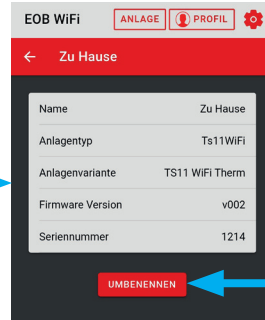 EOB WiFi ANLAGE PROFIL
← Zu Hause
Name Zu Hause
Anlagentyp Ts11WiFi
Anlagenvariante TS11 WiFi Therm
Firmware Version v002
Seriennummer 1214
UMBENENNEN